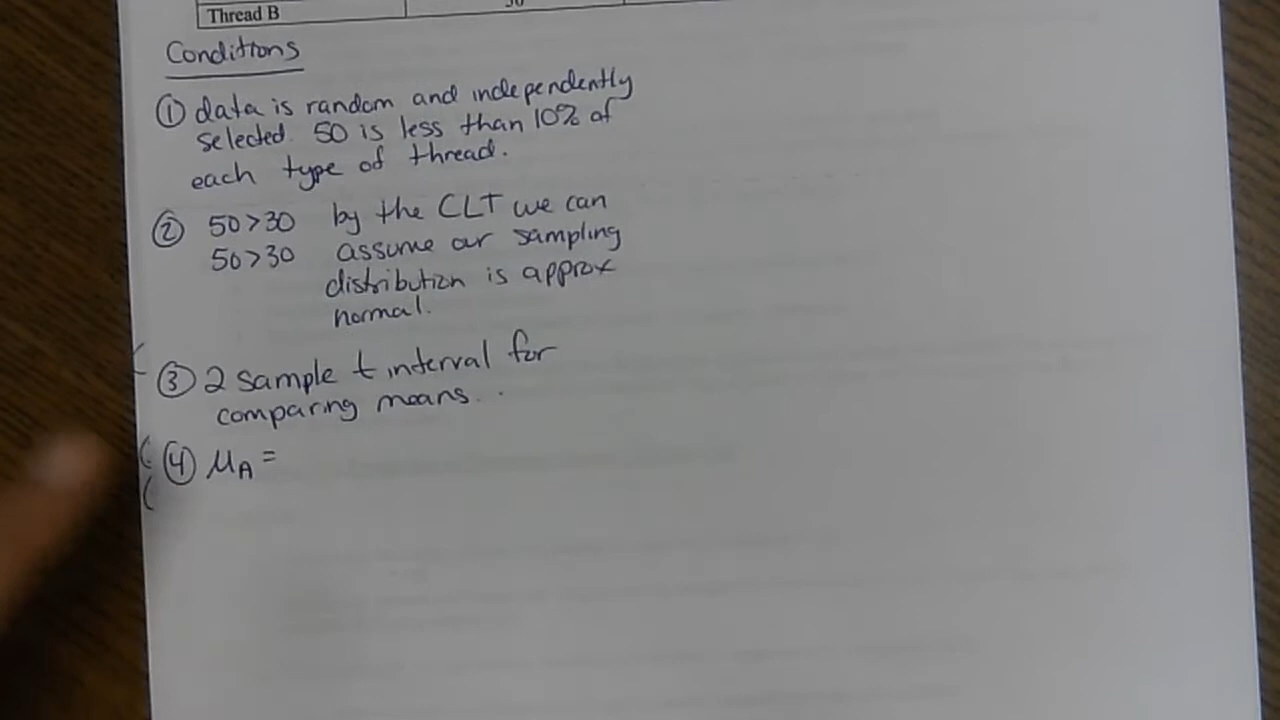 Thread B
Conditions
① data is random and independently
selected. 50 is less than 10% of
each type of thread.
② 50>30 by the CLT we can
50>30 assume our sampling
distribution is approx
normal.
③ 2 sample t interval for
comparing means.
④ μA =